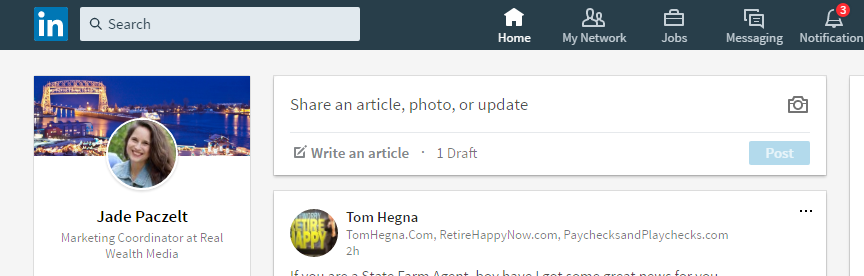 in
Search
Home
My Network
Jobs
Messaging
3
Notification
Share an article, photo, or update
Write an article · 1 Draft
Post
Jade Paczelt
Marketing Coordinator at Real
Wealth Media
RETIRE
HAPPY
Tom Hegna
TomHegna.Com, RetireHappyNow.com, PaychecksandPlaychecks.com
2h
If you are a State Farm Agent, boy have I got some great news for you